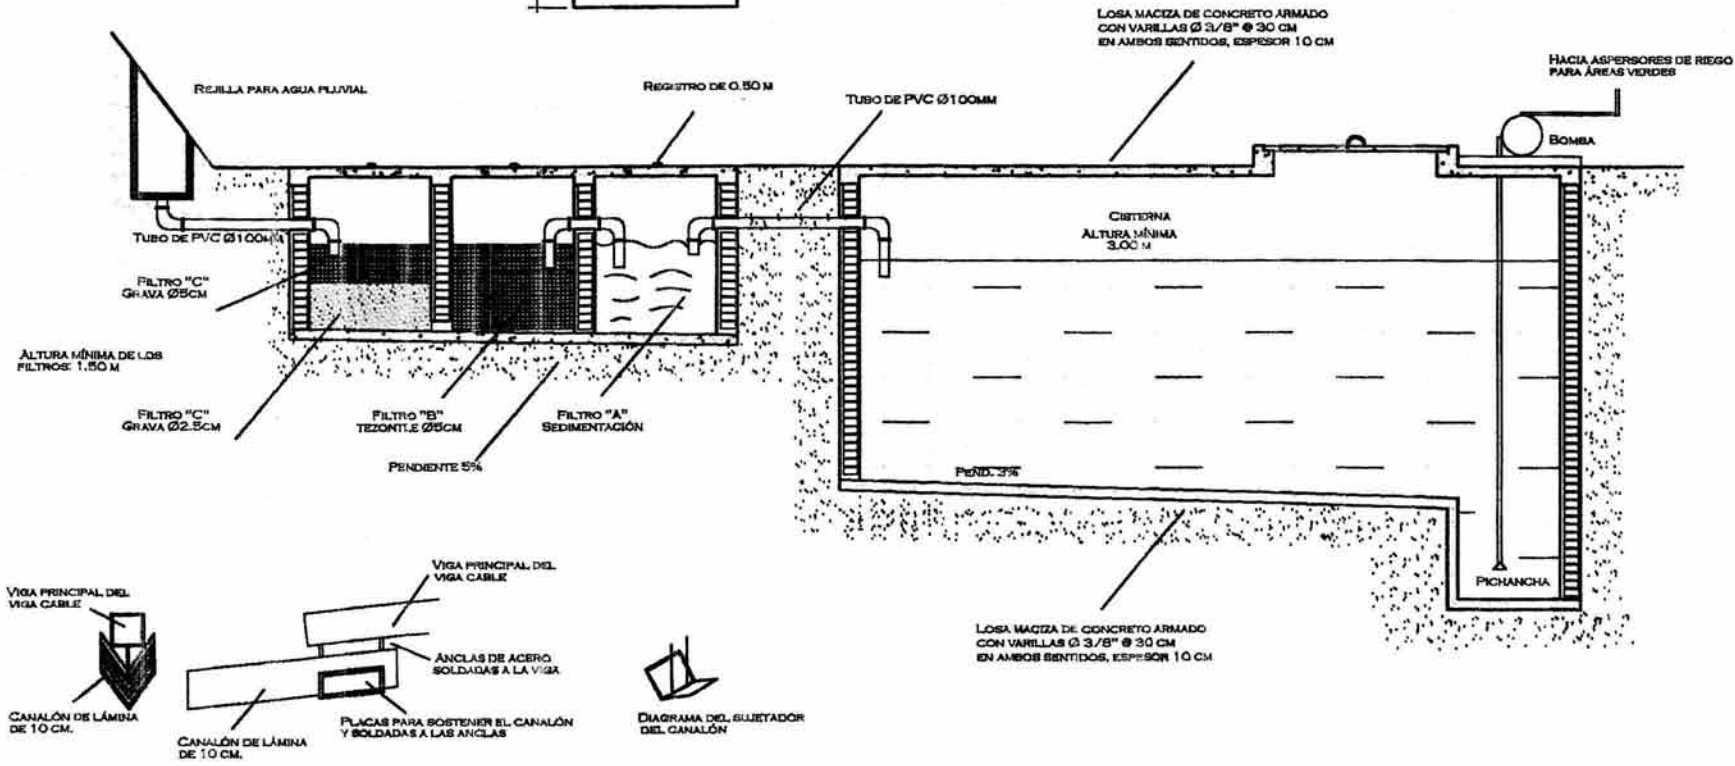 LOSA MACIZA DE CONCRETO ARMADO
CON VARILLAS Ø 3/8" @ 30 CM
EN AMBOS SENTIDOS, ESPESOR 10 CM
HACIA ASPERSORES DE RIEGO
PARA ÁREAS VERDES
REJILLA PARA AGUA PLUVIAL
REGISTRO DE 0.50 M
TUBO DE PVC Ø100MM
BOMBA
TUBO DE PVC Ø100MM
CISTERNA
ALTURA MÍNIMA
3.00 M
FILTRO "C"
GRAVA Ø5CM
ALTURA MÍNIMA DE LOS
FILTROS: 1.50 M
FILTRO "C"
GRAVA Ø2.5CM
FILTRO "B"
TEZONTLE Ø5CM
FILTRO "A"
SEDIMENTACIÓN
PENDIENTE 5%
PEND. 3%
PICHANCHA
LOSA MACIZA DE CONCRETO ARMADO
CON VARILLAS Ø 3/8" @ 30 CM
EN AMBOS SENTIDOS, ESPESOR 10 CM
VIGA PRINCIPAL DEL
VIGA CABLE
VIGA PRINCIPAL DEL
VIGA CABLE
ANCLAS DE ACERO
SOLDADAS A LA VIGA
CANALÓN DE LÁMINA
DE 10 CM.
CANALÓN DE LÁMINA
DE 10 CM.
PLACAS PARA SOSTENER EL CANALÓN
Y SOLDADAS A LAS ANCLAS
DIAGRAMA DEL SUJETADOR
DEL CANALÓN